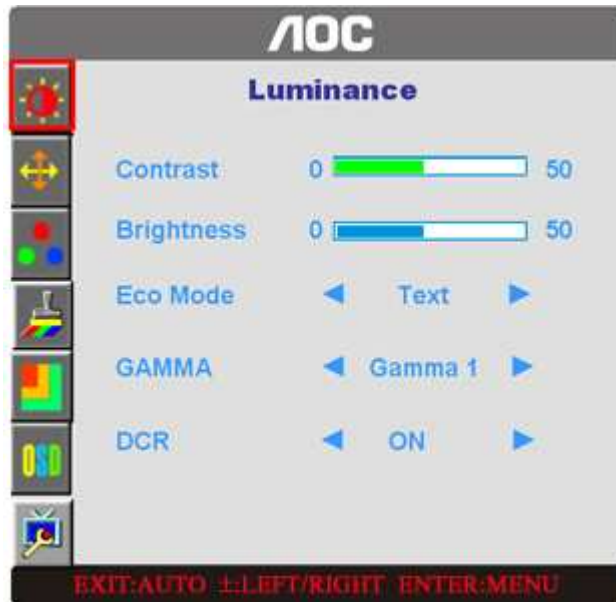 AOC
Luminance
Contrast 0 50
Brightness 0 50
Eco Mode ◀ Text ▶
GAMMA ◀ Gamma 1 ▶
DCR ◀ ON ▶
OSD
EXIT:AUTO ±:LEFT/RIGHT ENTER:MENU